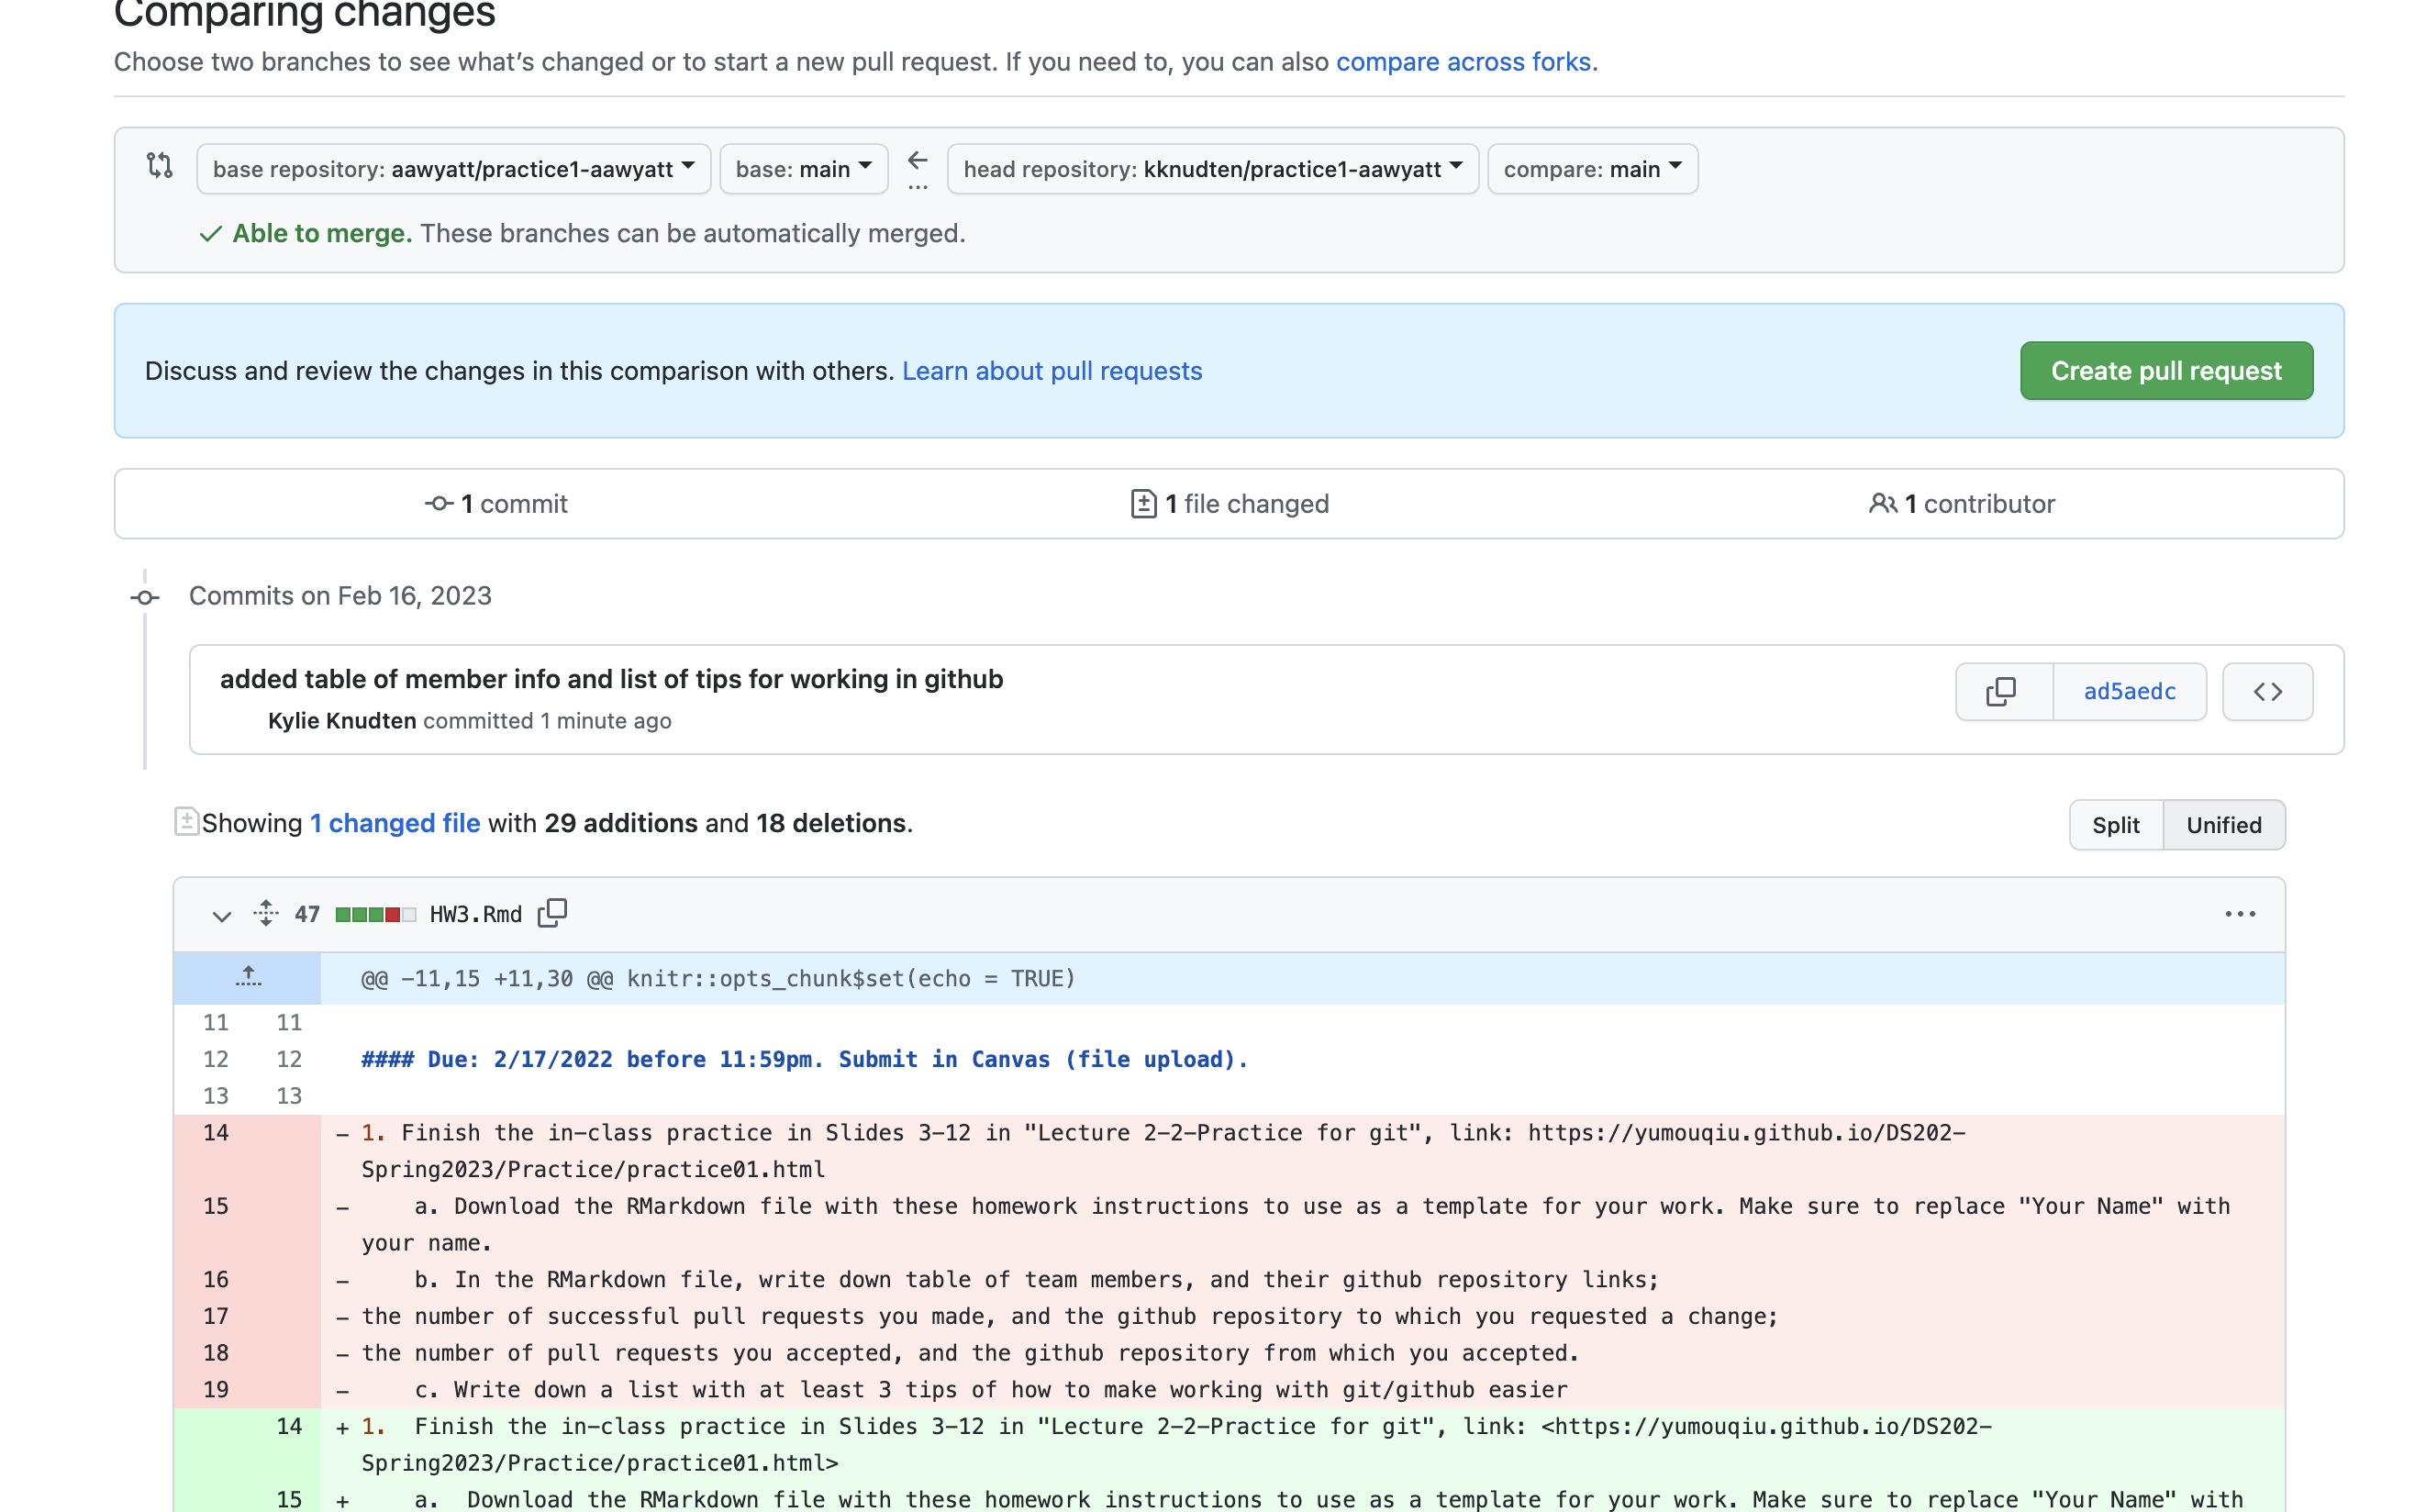 Comparing changes
Choose two branches to see what’s changed or to start a new pull request. If you need to, you can also compare across forks.
base repository: aawyatt/practice1-aawyatt base: main ... head repository: kknudten/practice1-aawyatt compare: main
Able to merge. These branches can be automatically merged.
Discuss and review the changes in this comparison with others. Learn about pull requests
Create pull request
1 commit
1 file changed
1 contributor
Commits on Feb 16, 2023
added table of member info and list of tips for working in github
ad5aedc
Kylie Knudten committed 1 minute ago
Showing 1 changed file with 29 additions and 18 deletions.
Split Unified
47 HW3.Rmd
@@ -11,15 +11,30 @@ knitr::opts_chunk$set(echo = TRUE)
11 11
12 12 #### Due: 2/17/2022 before 11:59pm. Submit in Canvas (file upload).
13 13
14 - 1. Finish the in-class practice in Slides 3-12 in "Lecture 2-2-Practice for git", link: https://yumouqiu.github.io/DS202-
Spring2023/Practice/practice01.html
15 - a. Download the RMarkdown file with these homework instructions to use as a template for your work. Make sure to replace "Your Name" with
your name.
16 - b. In the RMarkdown file, write down table of team members, and their github repository links;
17 - the number of successful pull requests you made, and the github repository to which you requested a change;
18 - the number of pull requests you accepted, and the github repository from which you accepted.
19 - c. Write down a list with at least 3 tips of how to make working with git/github easier
14 + 1. Finish the in-class practice in Slides 3-12 in "Lecture 2-2-Practice for git", link: <https://yumouqiu.github.io/DS202-
Spring2023/Practice/practice01.html>
15 + a. Download the RMarkdown file with these homework instructions to use as a template for your work. Make sure to replace "Your Name" with